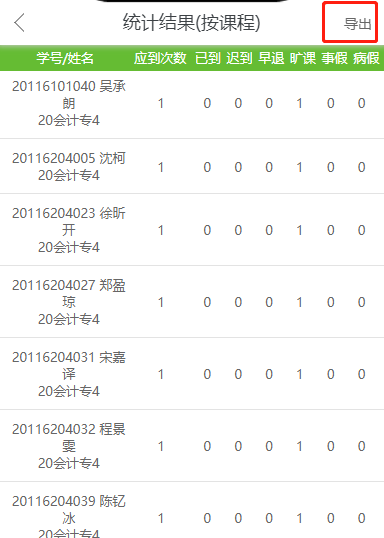 统计结果(按课程)
导出
学号/姓名 应到次数 已到 迟到 早退 旷课 事假 病假
20116101040 吴承
朗 1 0 0 0 1 0 0
20会计专4
20116204005 沈柯 1 0 0 0 1 0 0
20会计专4
20116204023 徐昕
开 1 0 0 0 1 0 0
20会计专4
20116204027 郑盈
琼 1 0 0 0 1 0 0
20会计专4
20116204031 宋嘉
译 1 0 0 0 1 0 0
20会计专4
20116204032 程景
雯 1 0 0 0 1 0 0
20会计专4
20116204039 陈钇
冰 1 0 0 0 1 0 0
20会计专4